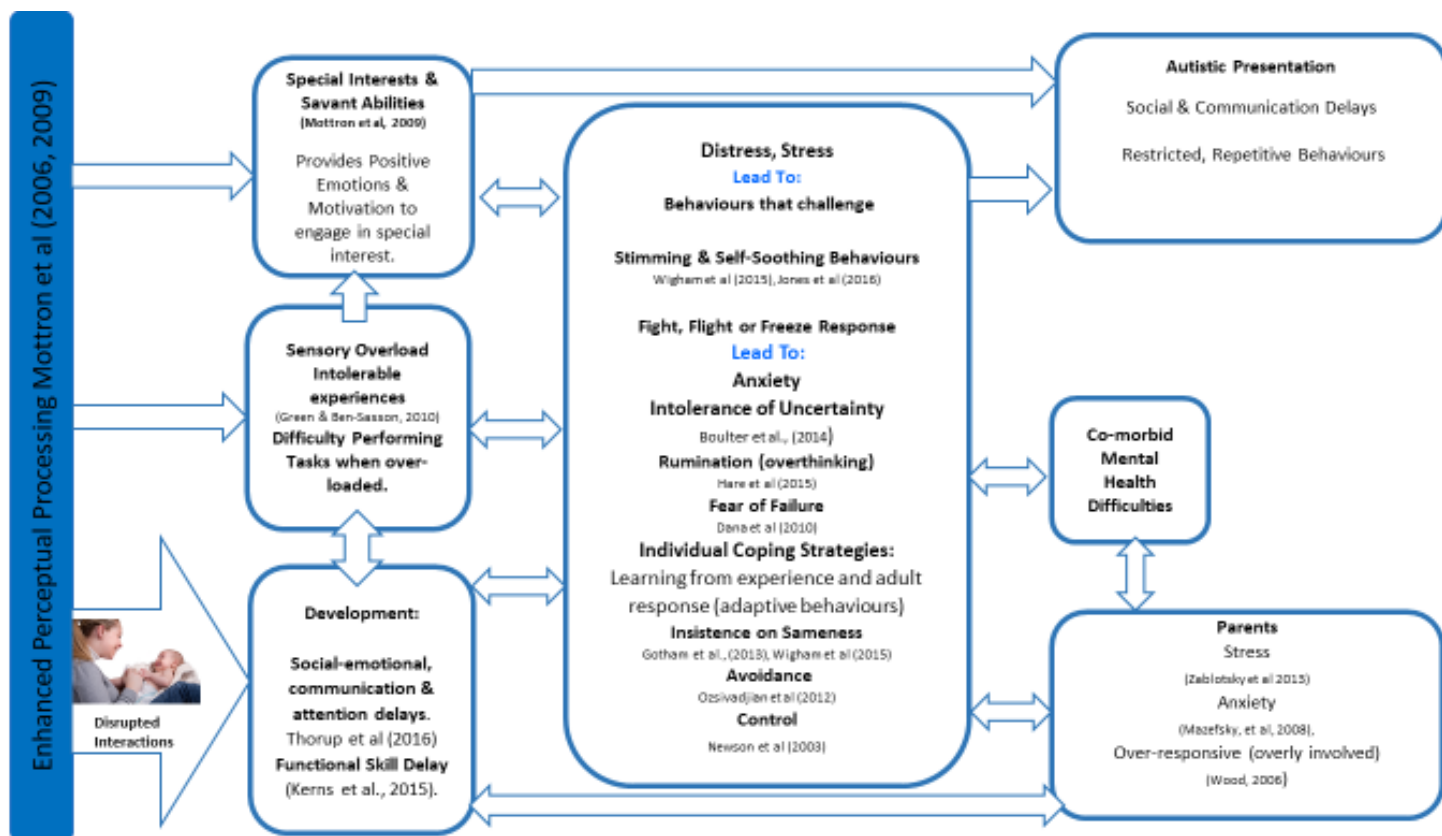 Enhanced Perceptual Processing Mottron et al (2006, 2009)
Special Interests &
Savant Abilities
(Mottron et al, 2009)
Provides Positive
Emotions &
Motivation to
engage in special
interest.
Sensory Overload
Intolerable
experiences
(Green & Ben-Sasson, 2010)
Difficulty Performing
Tasks when over-
loaded.
Disrupted
Interactions
Development:
Social-emotional,
communication &
attention delays.
Thorup et al (2016)
Functional Skill Delay
(Kerns et al., 2015).
Distress, Stress
Lead To:
Behaviours that challenge
Stimming & Self-Soothing Behaviours
Wigham et al (2015), Jones et al (2016)
Fight, Flight or Freeze Response
Lead To:
Anxiety
Intolerance of Uncertainty
Boulter et al., (2014)
Rumination (overthinking)
Hare et al (2015)
Fear of Failure
Dana et al (2010)
Individual Coping Strategies:
Learning from experience and adult
response (adaptive behaviours)
Insistence on Sameness
Gotham et al., (2013), Wigham et al (2015)
Avoidance
Ozsivadjian et al (2012)
Control
Newson et al (2003)
Autistic Presentation
Social & Communication Delays
Restricted, Repetitive Behaviours
Co-morbid
Mental
Health
Difficulties
Parents
Stress
(Zablotsky et al 2013)
Anxiety
(Mazefsky, et al, 2008),
Over-responsive (overly involved)
(Wood, 2006)